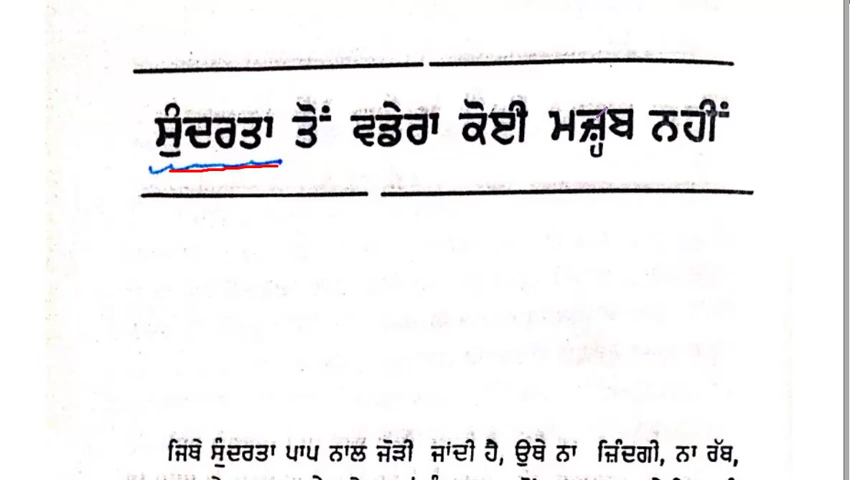 ਸੁੰਦਰਤਾ ਤੋਂ ਵਡੇਰਾ ਕੋਈ ਮਜ਼੍ਹਬ ਨਹੀਂ
ਜਿੱਥੇ ਸੁੰਦਰਤਾ ਪਾਪ ਨਾਲ ਜੋੜੀ ਜਾਂਦੀ ਹੈ, ਉਥੇ ਨਾ ਜ਼ਿੰਦਗੀ, ਨਾ ਰੱਬ,